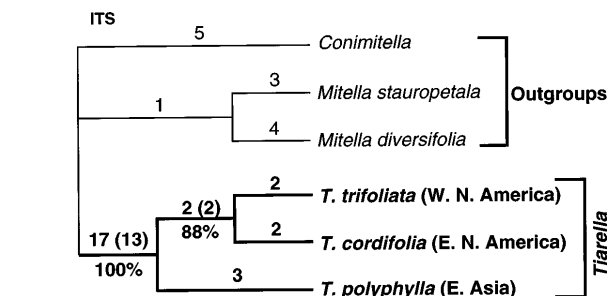 ITS
5
Conimitella
3
1
Mitella stauropetala
Outgroups
4
Mitella diversifolia
2
2 (2)
T. trifoliata (W. N. America)
88%
2
17 (13)
T. cordifolia (E. N. America)
Tiarella
100%
3
T. polyphylla (E. Asia)